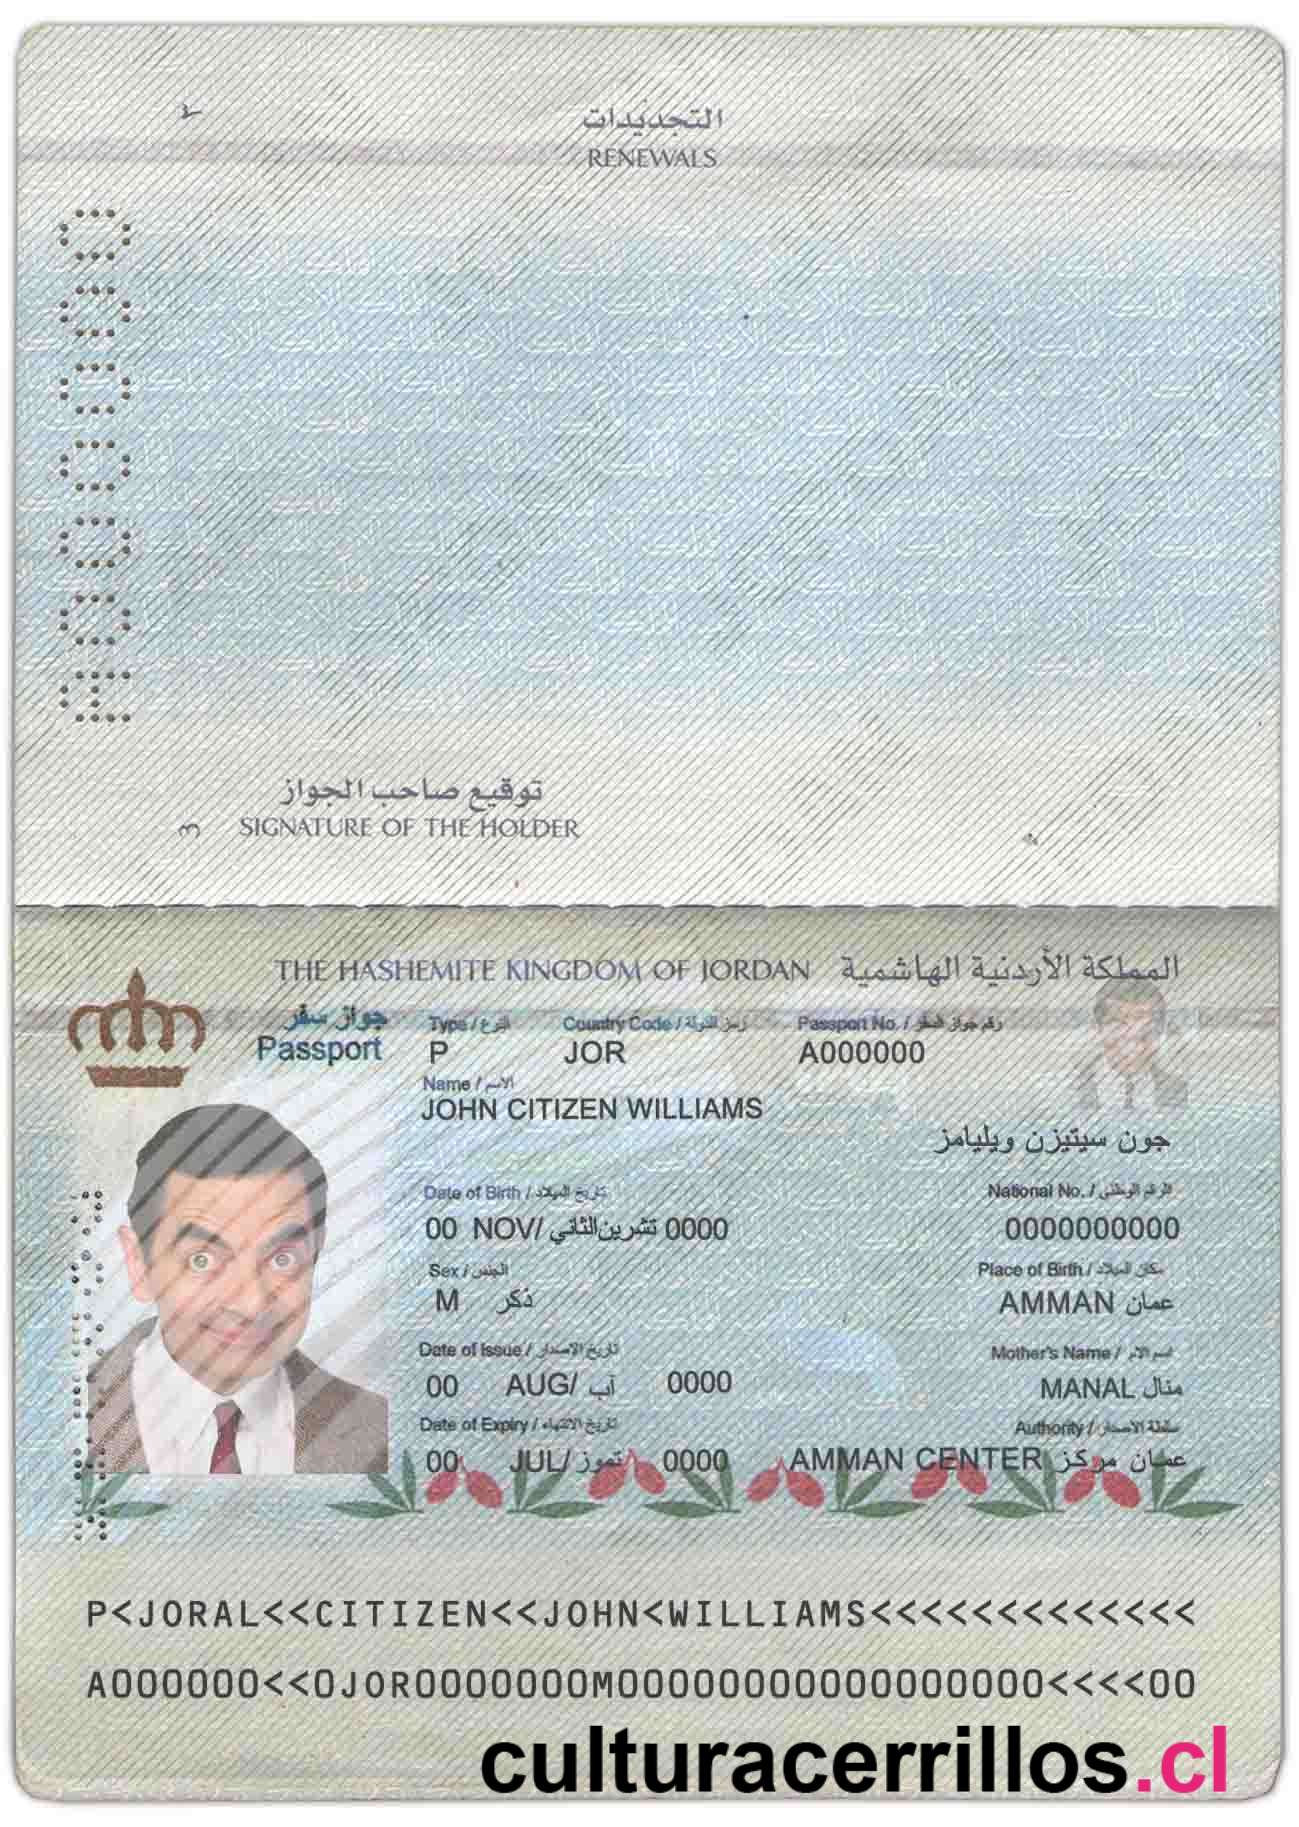 ٣
التجديدات
RENEWALS
A000000
توقيع صاحب الجواز
3 SIGNATURE OF THE HOLDER
THE HASHEMITE KINGDOM OF JORDAN المملكة الأردنية الهاشمية
جواز سفر
Passport
Type / النوع Country Code / رمز الدولة Passport No. / رقم جواز السفر
P JOR A000000
Name / الاسم
JOHN CITIZEN WILLIAMS
جون سيتيزن ويليامز
Date of Birth / تاريخ الميلاد National No. / الرقم الوطني
00 NOV/ تشرين الثاني 0000 0000000000
Sex / الجنس Place of Birth / مكان الميلاد
M ذكر AMMAN عمان
Date of Issue / تاريخ الاصدار Mother's Name / اسم الام
00 AUG/ آب 0000 MANAL منال
Date of Expiry / تاريخ الانتهاء Authority / سلطة الاصدار
00 JUL/ تموز 0000 AMMAN CENTER عمان مركز
P<JORAL<<CITIZEN<<JOHN<WILLIAMS<<<<<<<<<<<<<
A000000<<0JOR0000000M00000000000000000<<<<00
culturacerrillos.cl